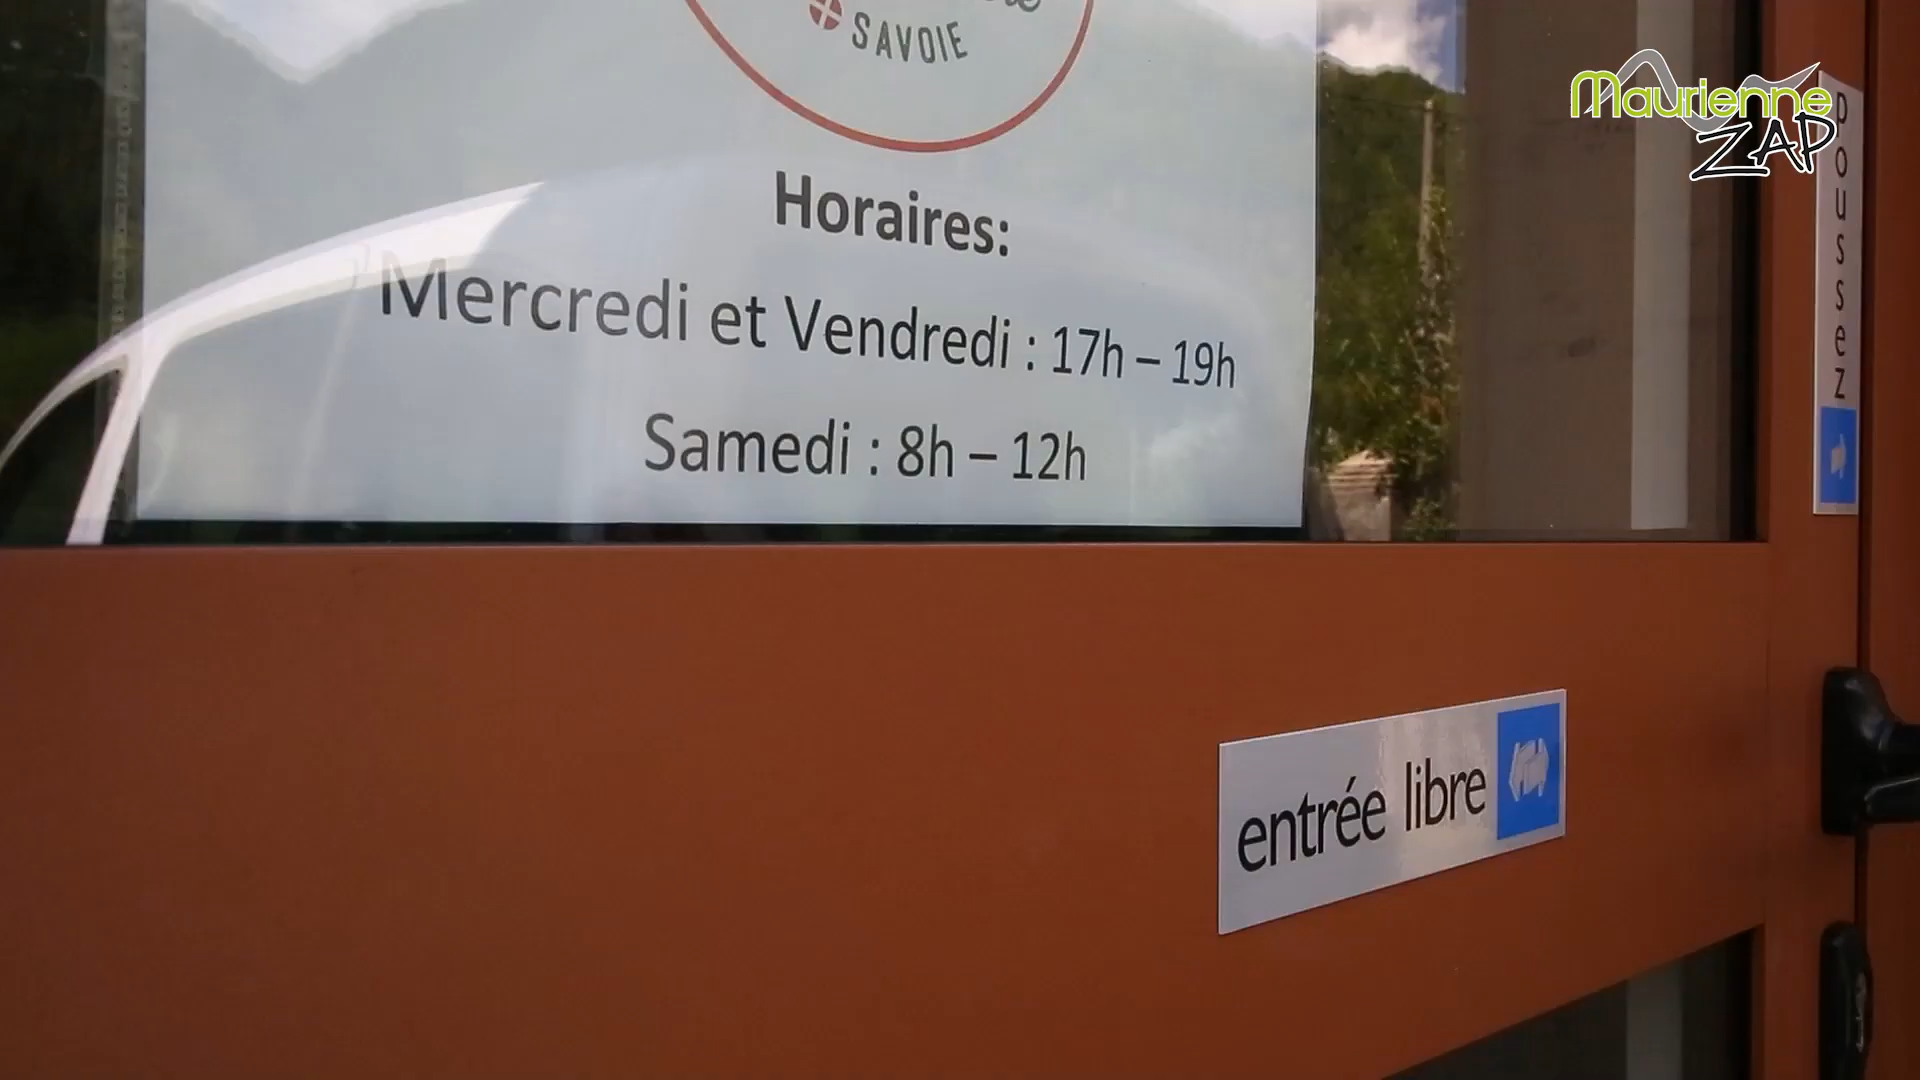 SAVOIE
Horaires:
Mercredi et Vendredi : 17h – 19h
Samedi : 8h – 12h
Maurienne
ZAP
poussez
entrée libre